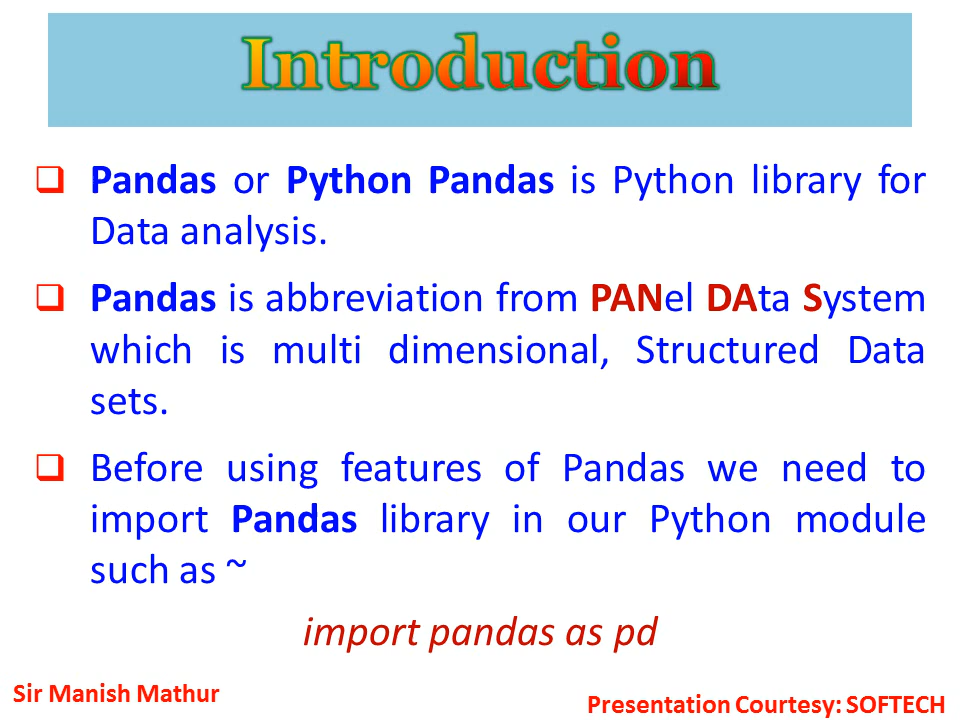 Introduction
Pandas or Python Pandas is Python library for
Data analysis.
Pandas is abbreviation from PANel DAta System
which is multi dimensional, Structured Data
sets.
Before using features of Pandas we need to
import Pandas library in our Python module
such as ~
import pandas as pd
Sir Manish Mathur
Presentation Courtesy: SOFTECH